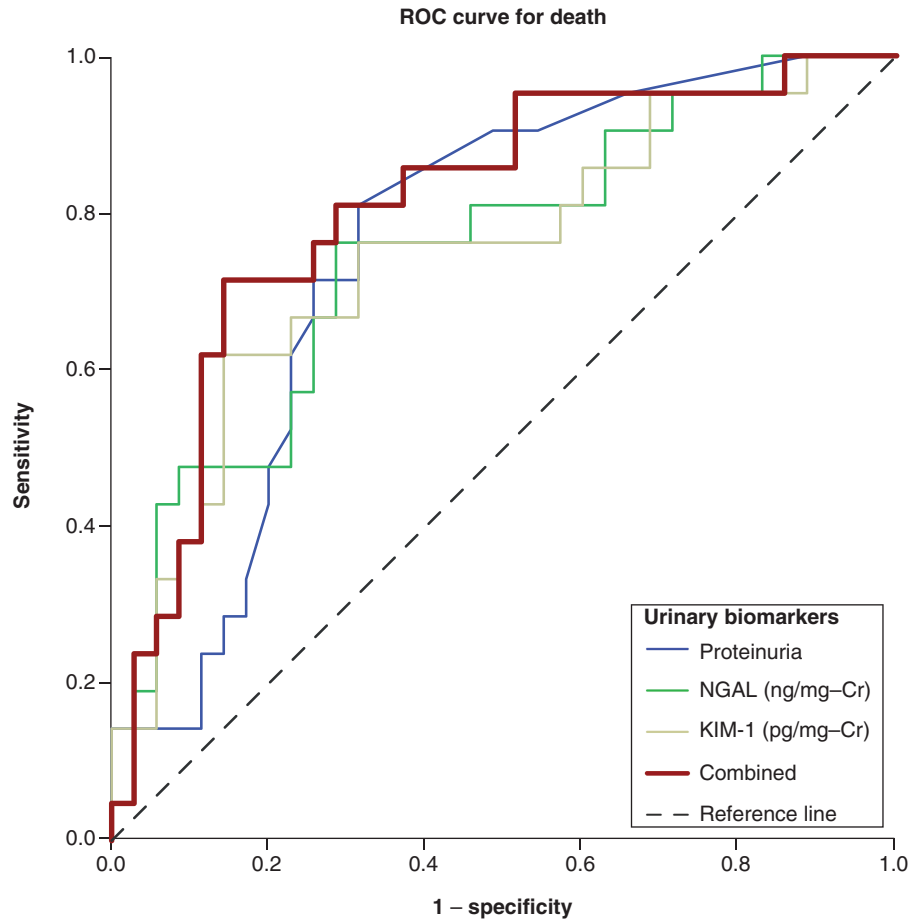 ROC curve for death
1.0
0.8
0.6
0.4
0.2
0.0
Sensitivity
0.0 0.2 0.4 0.6 0.8 1.0
1 – specificity
Urinary biomarkers
Proteinuria
NGAL (ng/mg–Cr)
KIM-1 (pg/mg–Cr)
Combined
Reference line